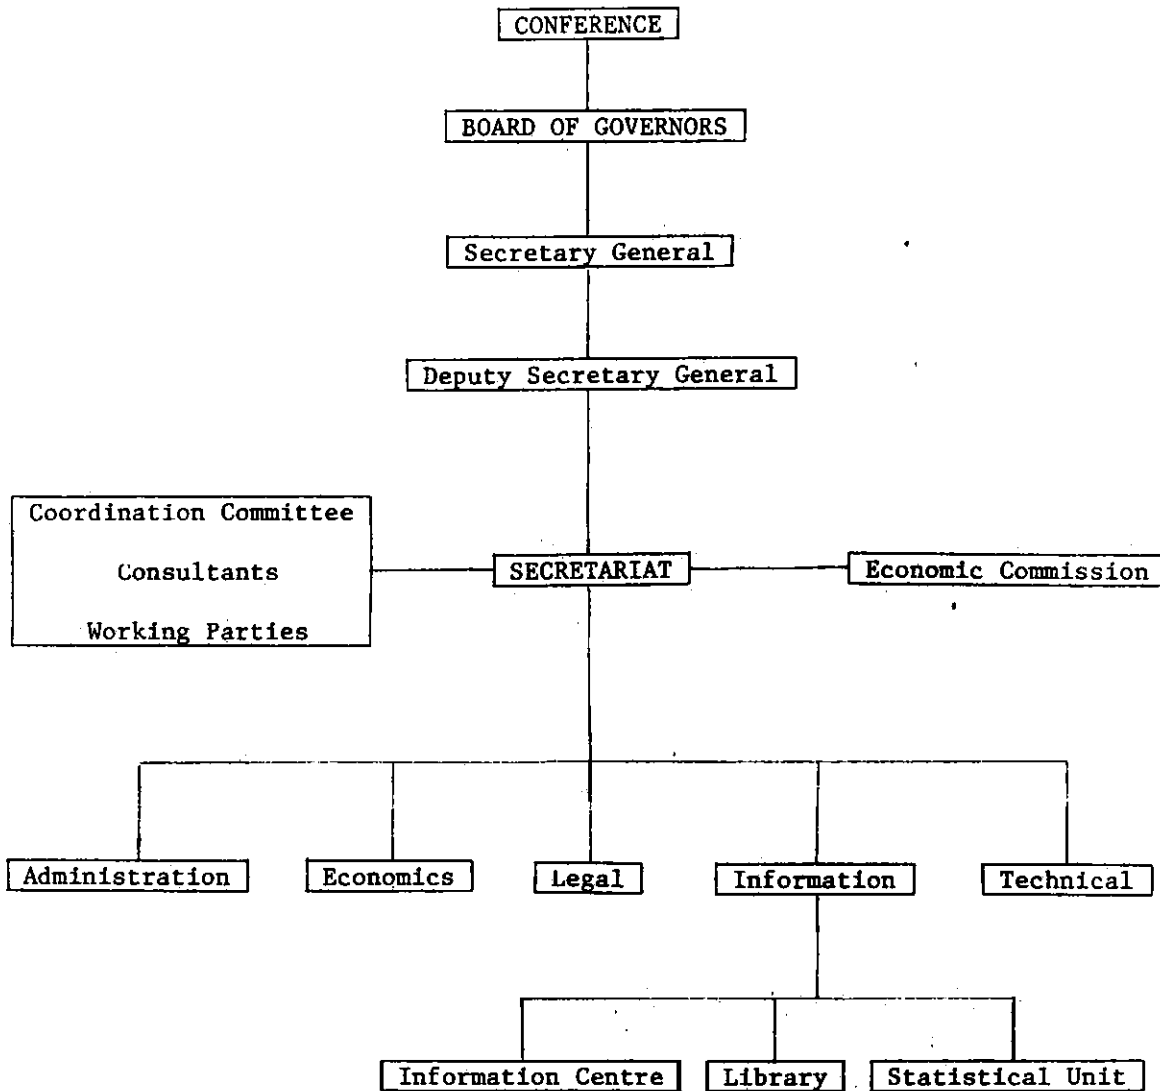 CONFERENCE
BOARD OF GOVERNORS
Secretary General
Deputy Secretary General
Coordination Committee
Consultants
Working Parties
SECRETARIAT
Economic Commission
Administration
Economics
Legal
Information
Technical
Information Centre
Library
Statistical Unit